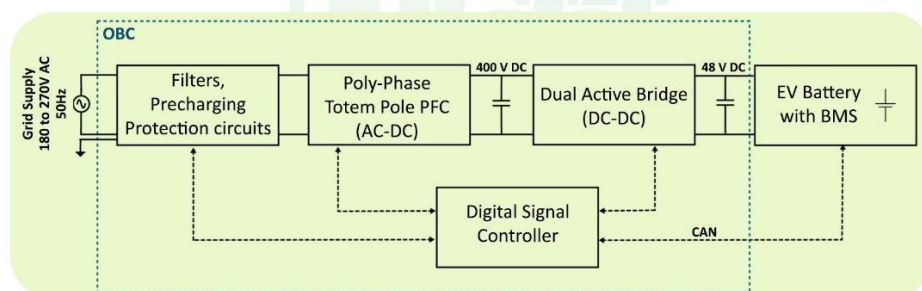 OBC
Grid Supply
180 to 270V AC
50Hz
Filters,
Precharging
Protection circuits
Poly-Phase
Totem Pole PFC
(AC-DC)
400 V DC
Dual Active Bridge
(DC-DC)
48 V DC
EV Battery
with BMS
Digital Signal
Controller
CAN